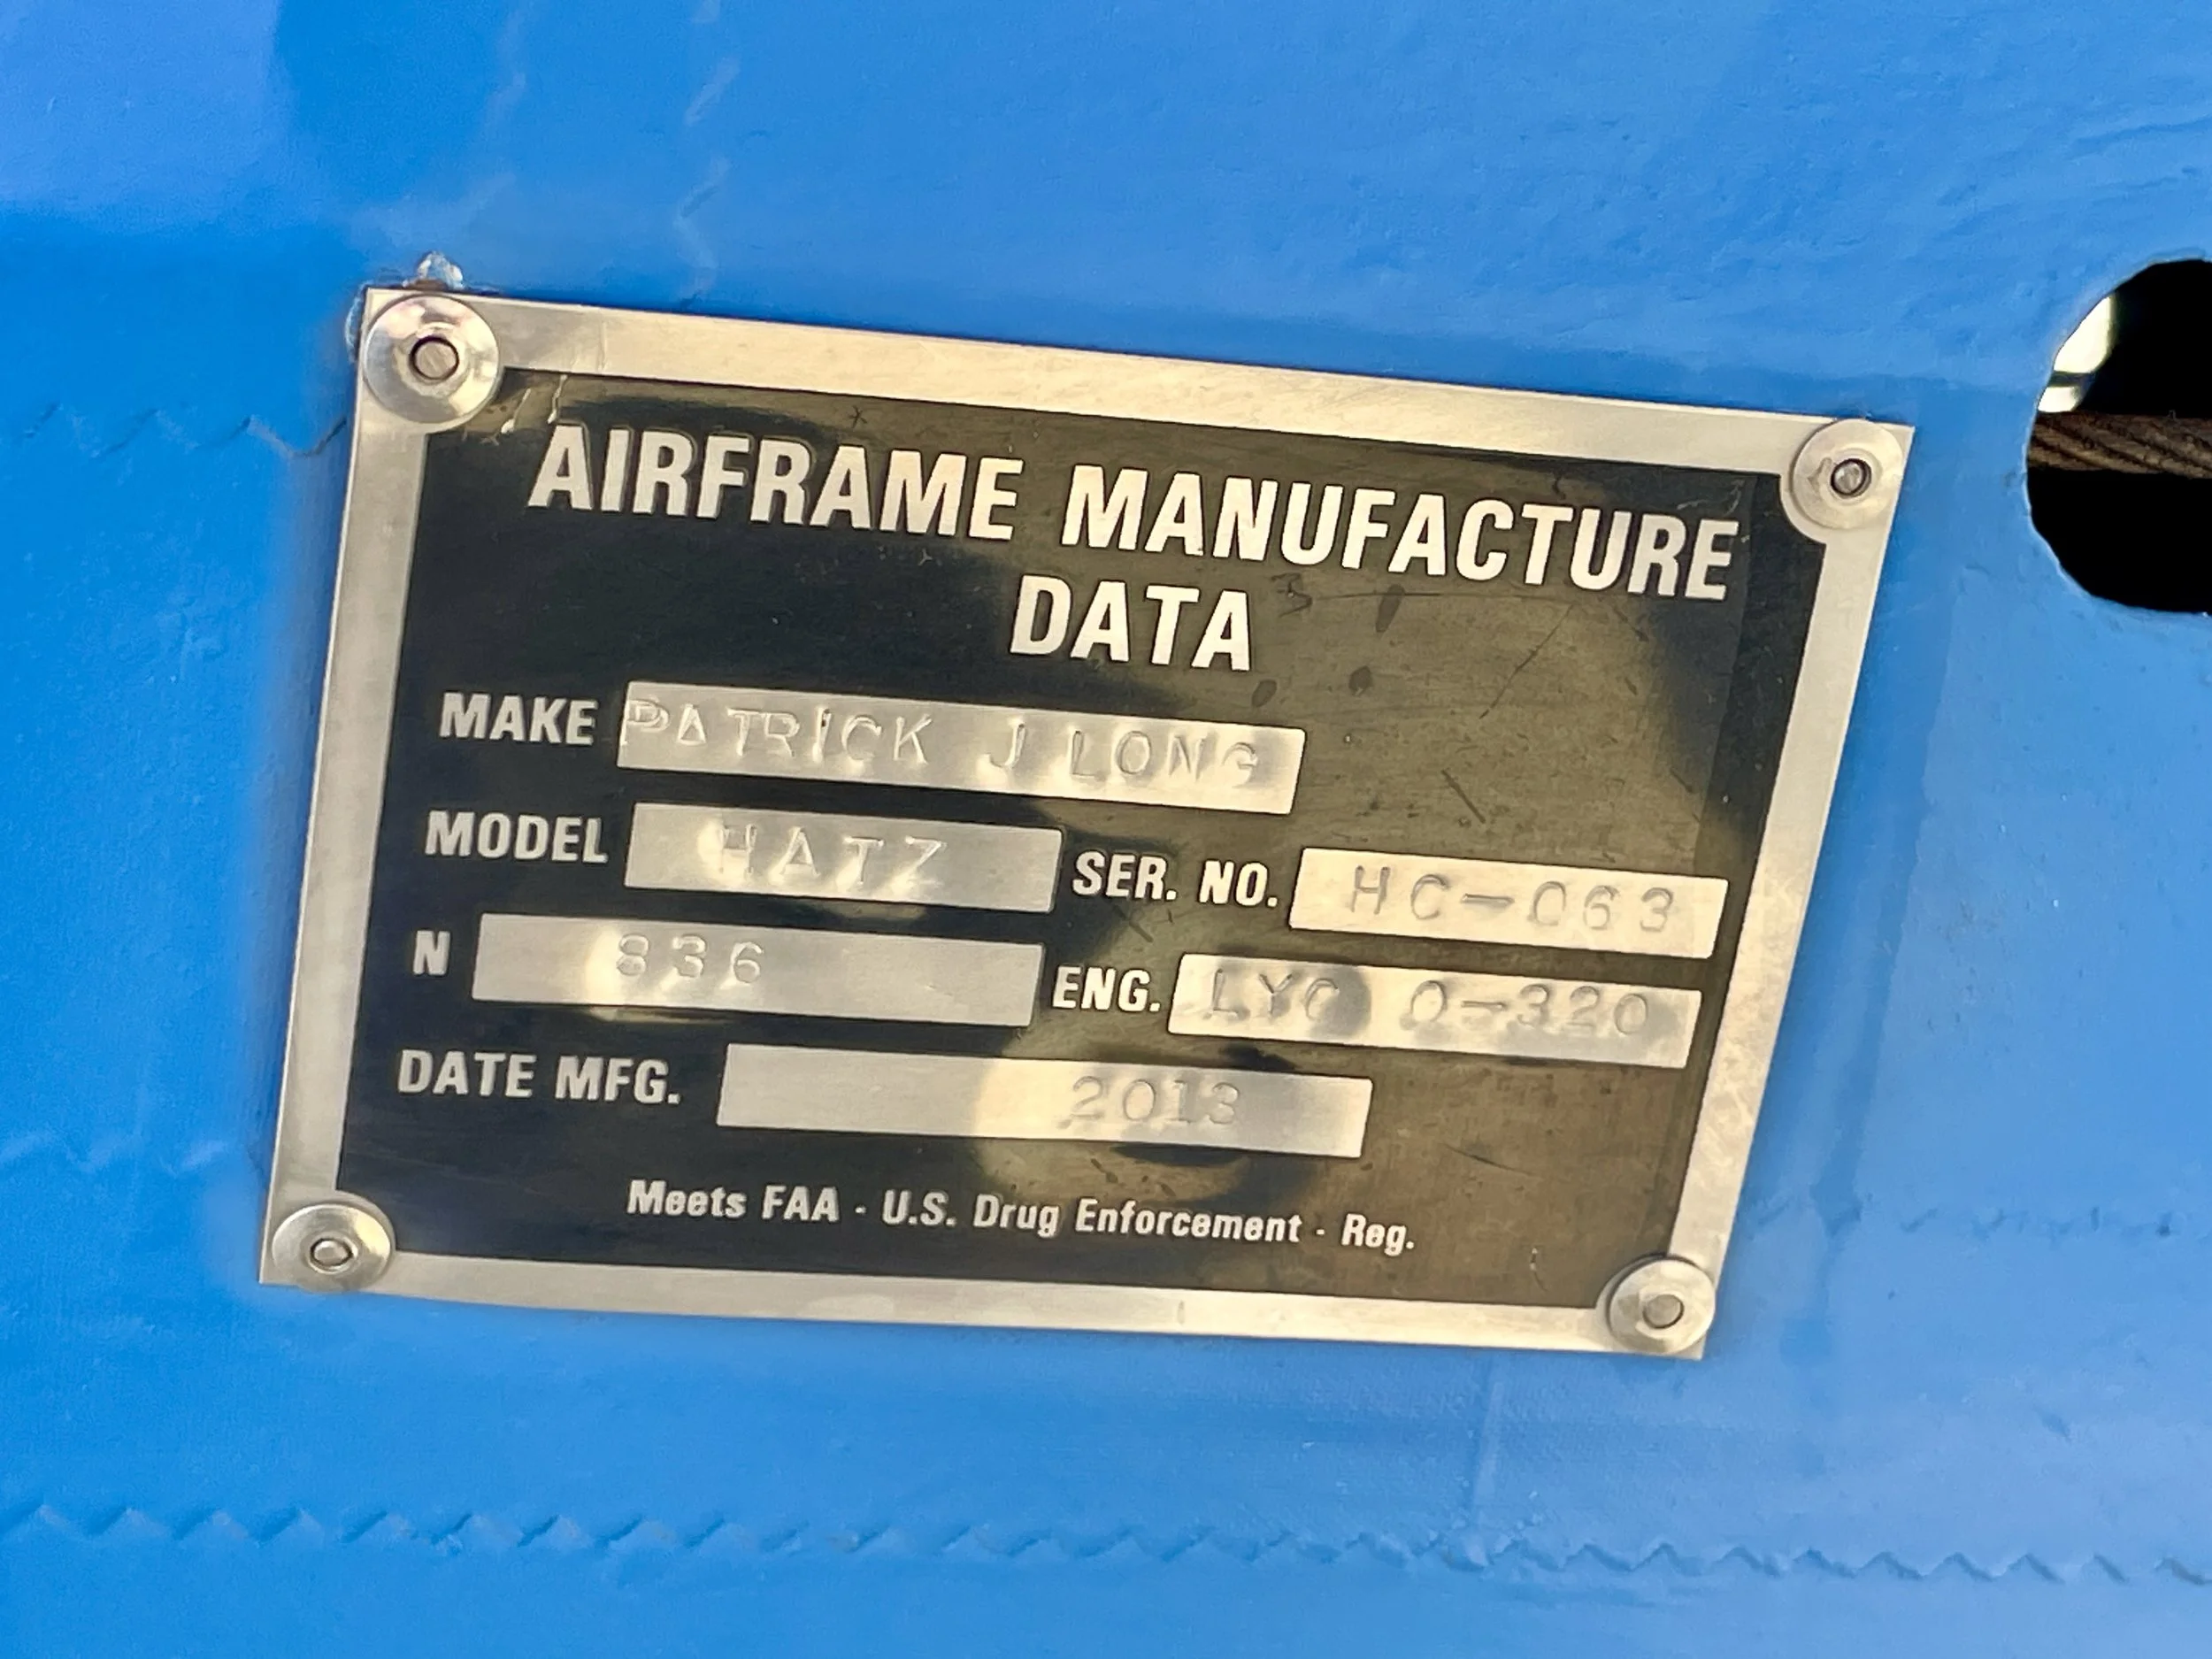 AIRFRAME MANUFACTURE
DATA
MAKE PATRICK J LONG
MODEL HATZ SER. NO. HC-063
N 836 ENG. LYC O-320
DATE MFG. 2013
Meets FAA - U.S. Drug Enforcement - Reg.